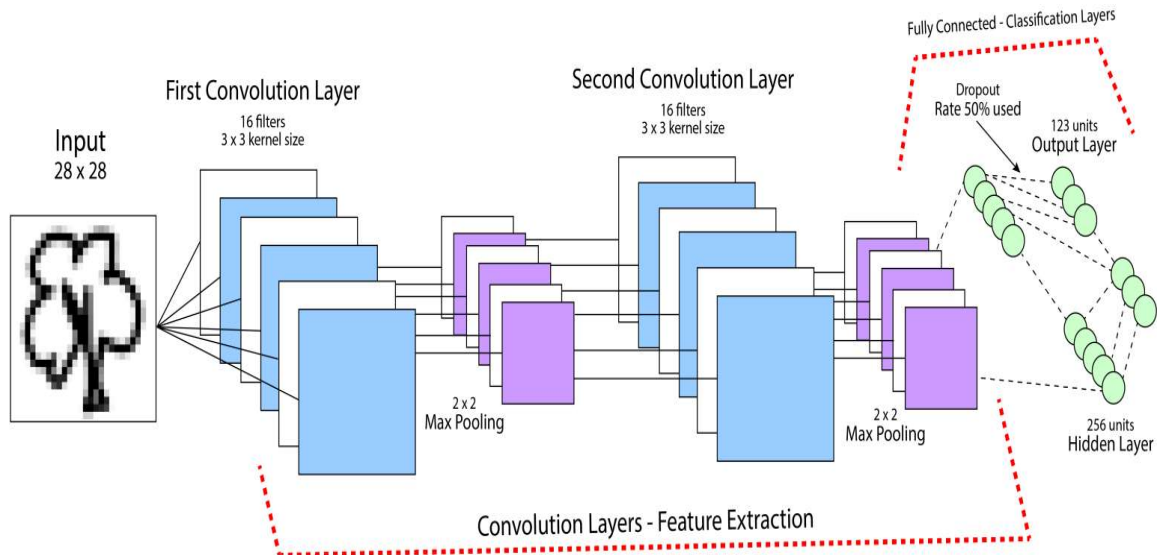 Fully Connected - Classification Layers
First Convolution Layer
16 filters
3 x 3 kernel size
Second Convolution Layer
16 filters
3 x 3 kernel size
Dropout
Rate 50% used
123 units
Output Layer
Input
28 x 28
2 x 2
Max Pooling
2 x 2
Max Pooling
256 units
Hidden Layer
Convolution Layers - Feature Extraction